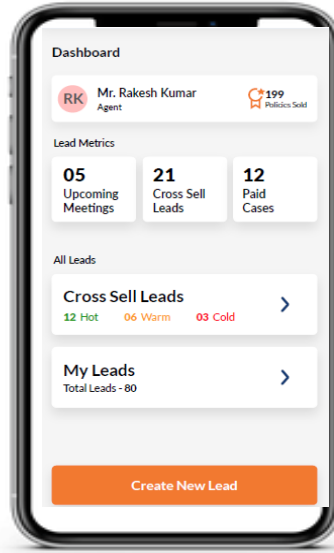 Dashboard
RK
Mr. Rakesh Kumar
Agent
199
Policies Sold
Lead Metrics
05
Upcoming
Meetings
21
Cross Sell
Leads
12
Paid
Cases
All Leads
Cross Sell Leads
12 Hot 06 Warm 03 Cold
My Leads
Total Leads - 80
Create New Lead